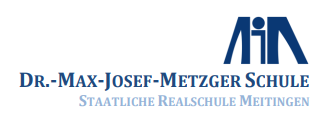 DR.-MAX-JOSEF-METZGER SCHULE
STAATLICHE REALSCHULE MEITINGEN